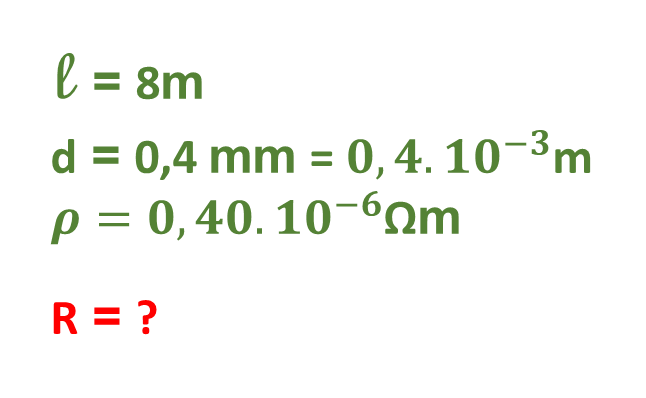 ℓ = 8m
d = 0,4 mm = 0,4.10⁻³m
ρ = 0,40.10⁻⁶Ωm
R = ?